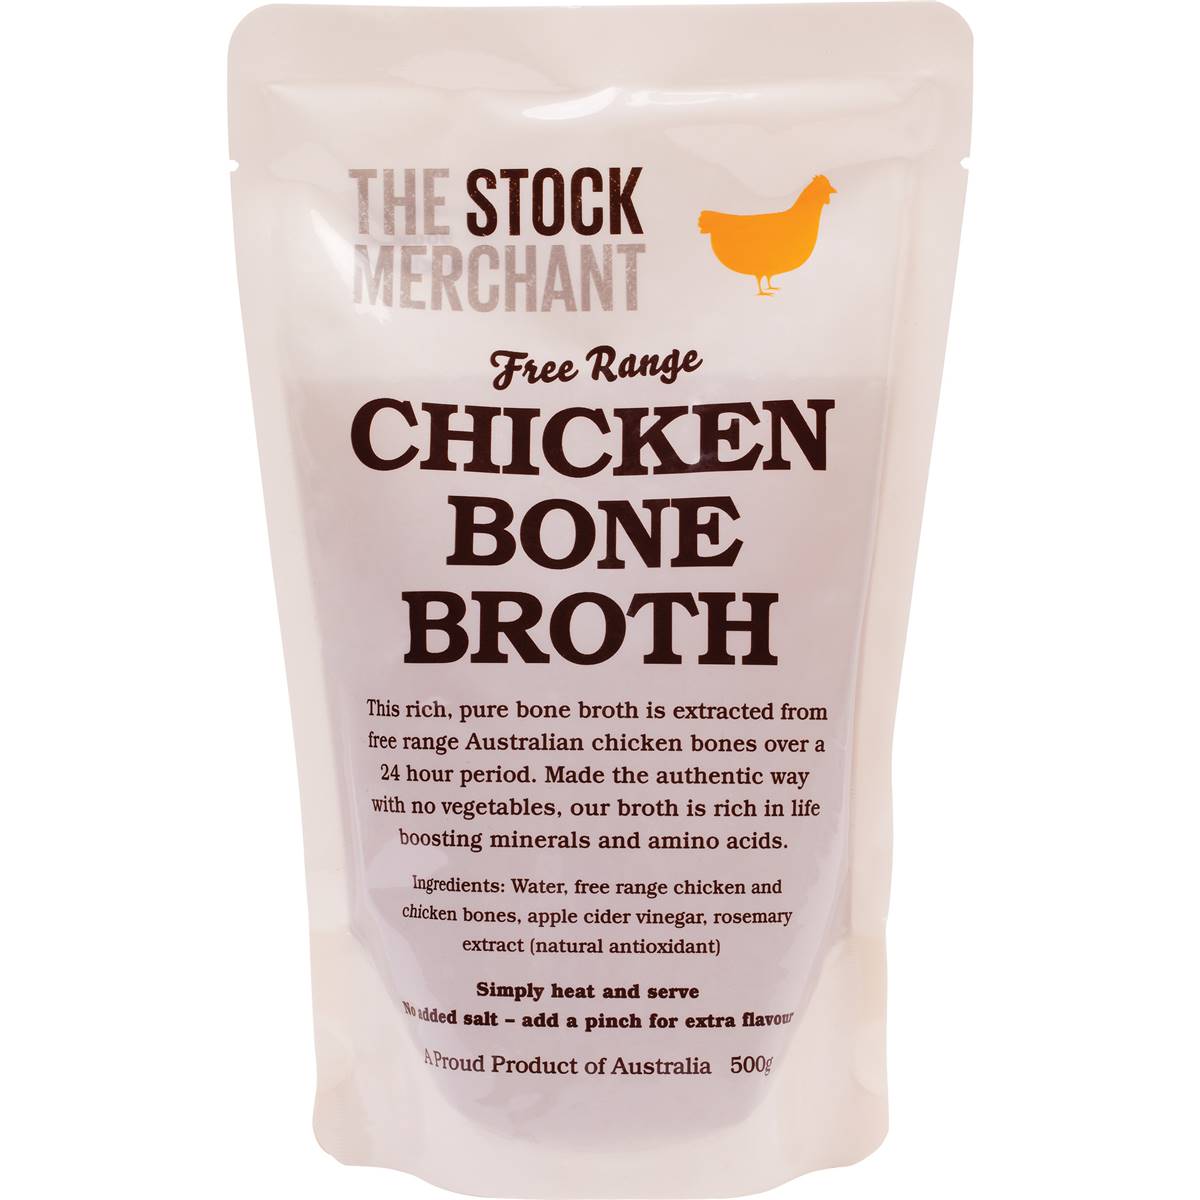 THE STOCK
MERCHANT
Free Range
CHICKEN
BONE
BROTH
This rich, pure bone broth is extracted from
free range Australian chicken bones over a
24 hour period. Made the authentic way
with no vegetables, our broth is rich in life
boosting minerals and amino acids.
Ingredients: Water, free range chicken and
chicken bones, apple cider vinegar, rosemary
extract (natural antioxidant)
Simply heat and serve
No added salt – add a pinch for extra flavour
A Proud Product of Australia 500g